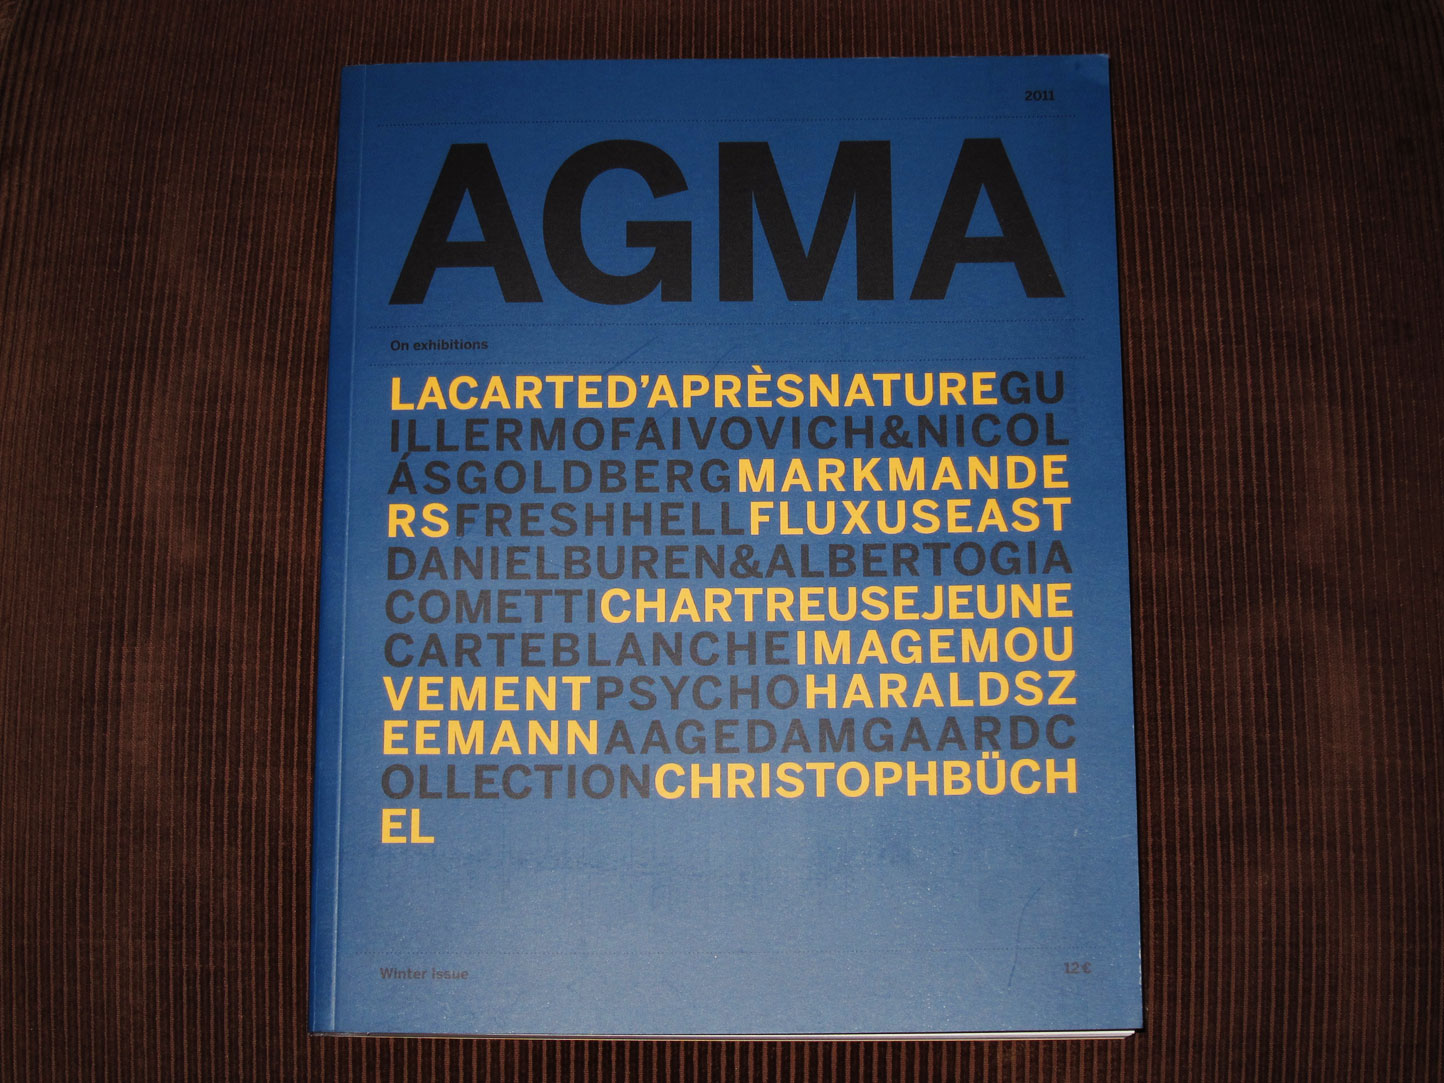 2011
AGMA
On exhibitions
LACARTED’APRÈSNATUREGU
ILLERMOFAIVOVICH&NICOL
ÁSGOLDBERGMARKMANDE
RSFRESHHELLFLUXUSEAST
DANIELBUREN&ALBERTOGIA
COMETTICHARTREUSEJEUNE
CARTEBLANCHEIMAGEMOU
VEMENTPSYCHOHARALDSZ
EEMANNAAGEDAMGAARDC
OLLECTIONCHRISTOPHBÜCH
EL
Winter issue 12 €